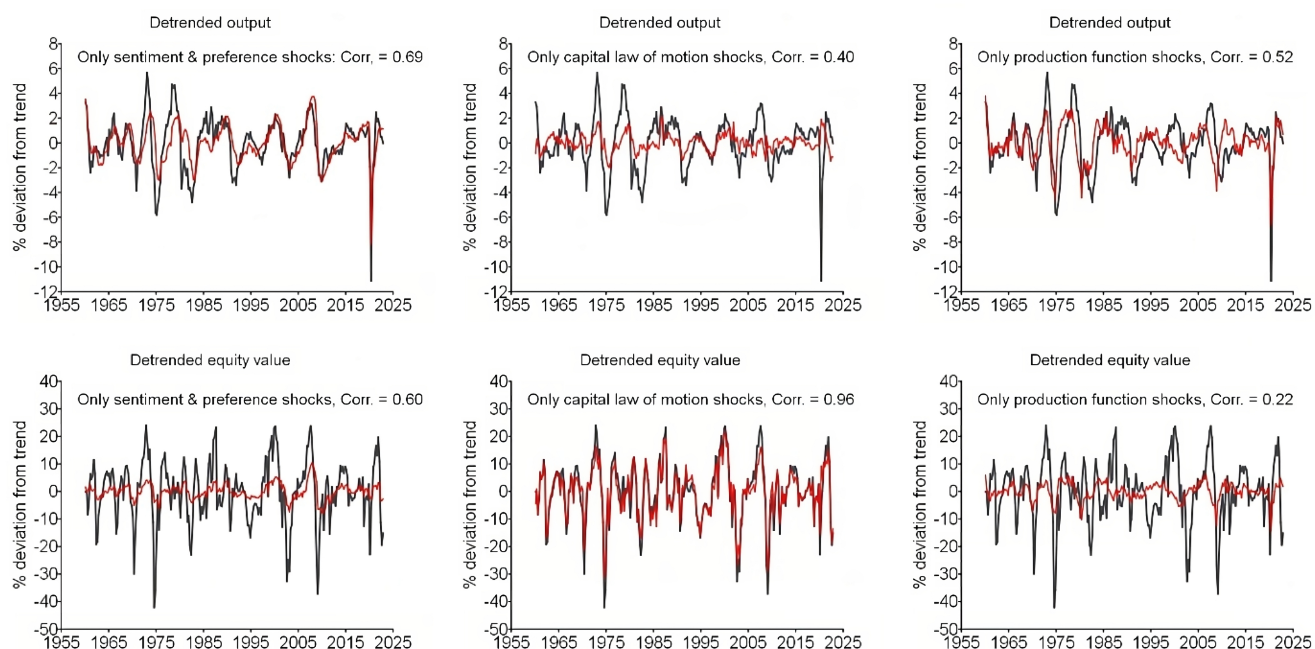 Detrended output
Only sentiment & preference shocks: Corr, = 0.69
% deviation from trend
8
6
4
2
0
-2
-4
-6
-8
-10
-12
1955 1965 1975 1985 1995 2005 2015 2025
Detrended output
Only capital law of motion shocks, Corr. = 0.40
% deviation from trend
8
6
4
2
0
-2
-4
-6
-8
-10
-12
1955 1965 1975 1985 1995 2005 2015 2025
Detrended output
Only production function shocks, Corr. = 0.52
% deviation from trend
8
6
4
2
0
-2
-4
-6
-8
-10
-12
1955 1965 1975 1985 1995 2005 2015 2025
Detrended equity value
Only sentiment & preference shocks, Corr. = 0.60
% deviation from trend
40
30
20
10
0
-10
-20
-30
-40
-50
1955 1965 1975 1985 1995 2005 2015 2025
Detrended equity value
Only capital law of motion shocks, Corr. = 0.96
% deviation from trend
40
30
20
10
0
-10
-20
-30
-40
-50
1955 1965 1975 1985 1995 2005 2015 2025
Detrended equity value
Only production function shocks, Corr. = 0.22
% deviation from trend
40
30
20
10
0
-10
-20
-30
-40
-50
1955 1965 1975 1985 1995 2005 2015 2025